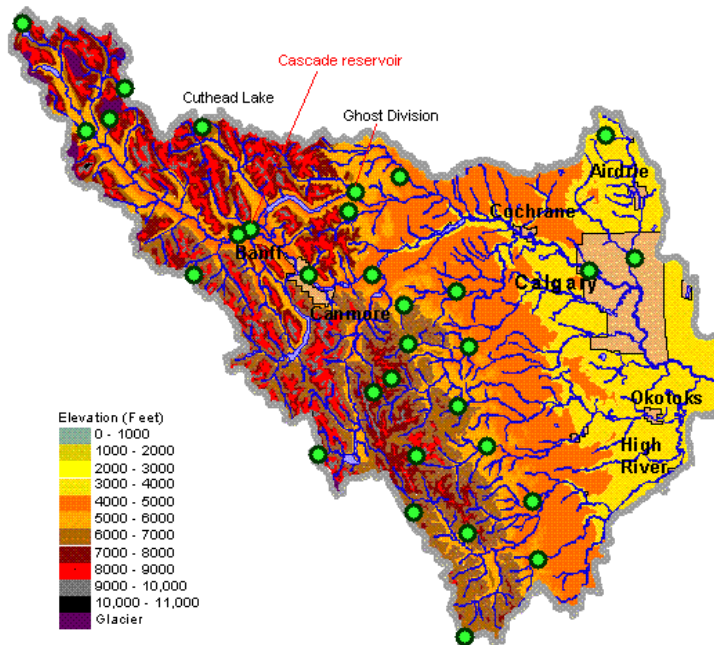 Cascade reservoir
Cuthead Lake
Ghost Division
Airdrie
Cochrane
Banff
Calgary
Canmore
Okotoks
High
River
Elevation (Feet)
0 - 1000
1000 - 2000
2000 - 3000
3000 - 4000
4000 - 5000
5000 - 6000
6000 - 7000
7000 - 8000
8000 - 9000
9000 - 10,000
10,000 - 11,000
Glacier